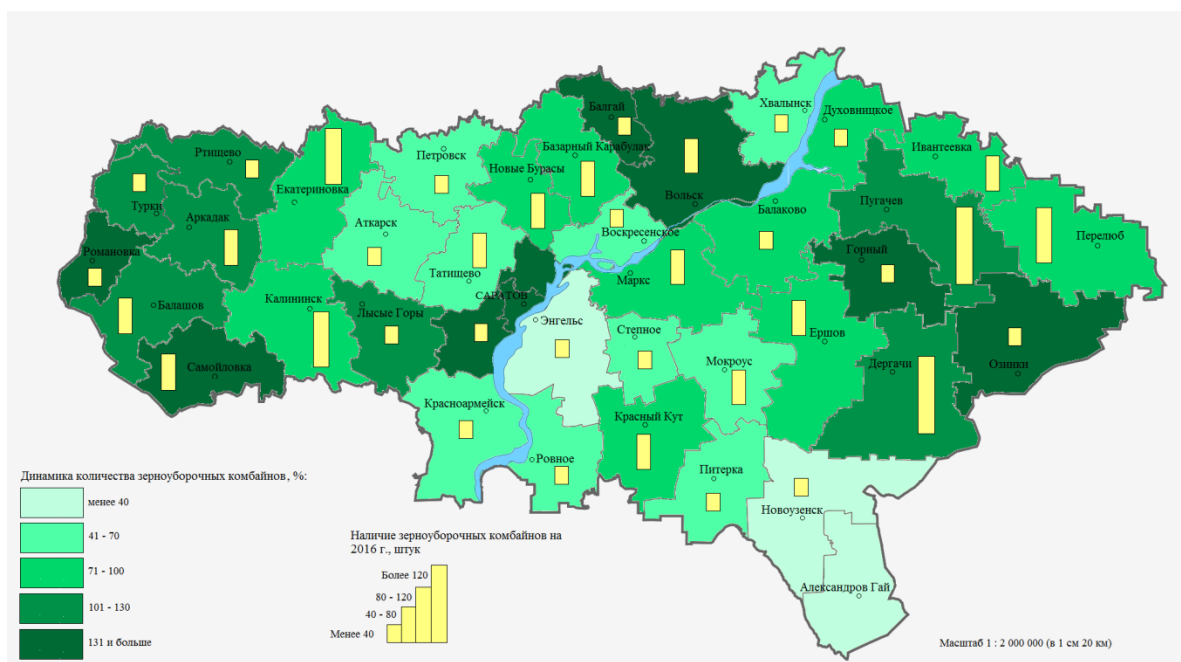 Балтай
Хвалынск
Духовницкое
Ртищево
Петровск
Базарный Карабулак
Ивантеевка
Новые Бурасы
Екатериновка
Вольск
Балаково
Пугачев
Турки
Аркадак
Аткарск
Воскресенское
Горный
Перелюб
Романовка
Татищево
Маркс
Балашов
Калининск
Лысые Горы
САРАТОВ
Энгельс
Степное
Ершов
Самойловка
Мокроус
Дергачи
Озинки
Красноармейск
Красный Кут
Ровное
Питерка
Новоузенск
Александров Гай
Динамика количества зерноуборочных комбайнов, %:
менее 40
41 - 70
71 - 100
101 - 130
131 и больше
Наличие зерноуборочных комбайнов на
2016 г., штук
Более 120
80 - 120
40 - 80
Менее 40
Масштаб 1 : 2 000 000 (в 1 см 20 км)